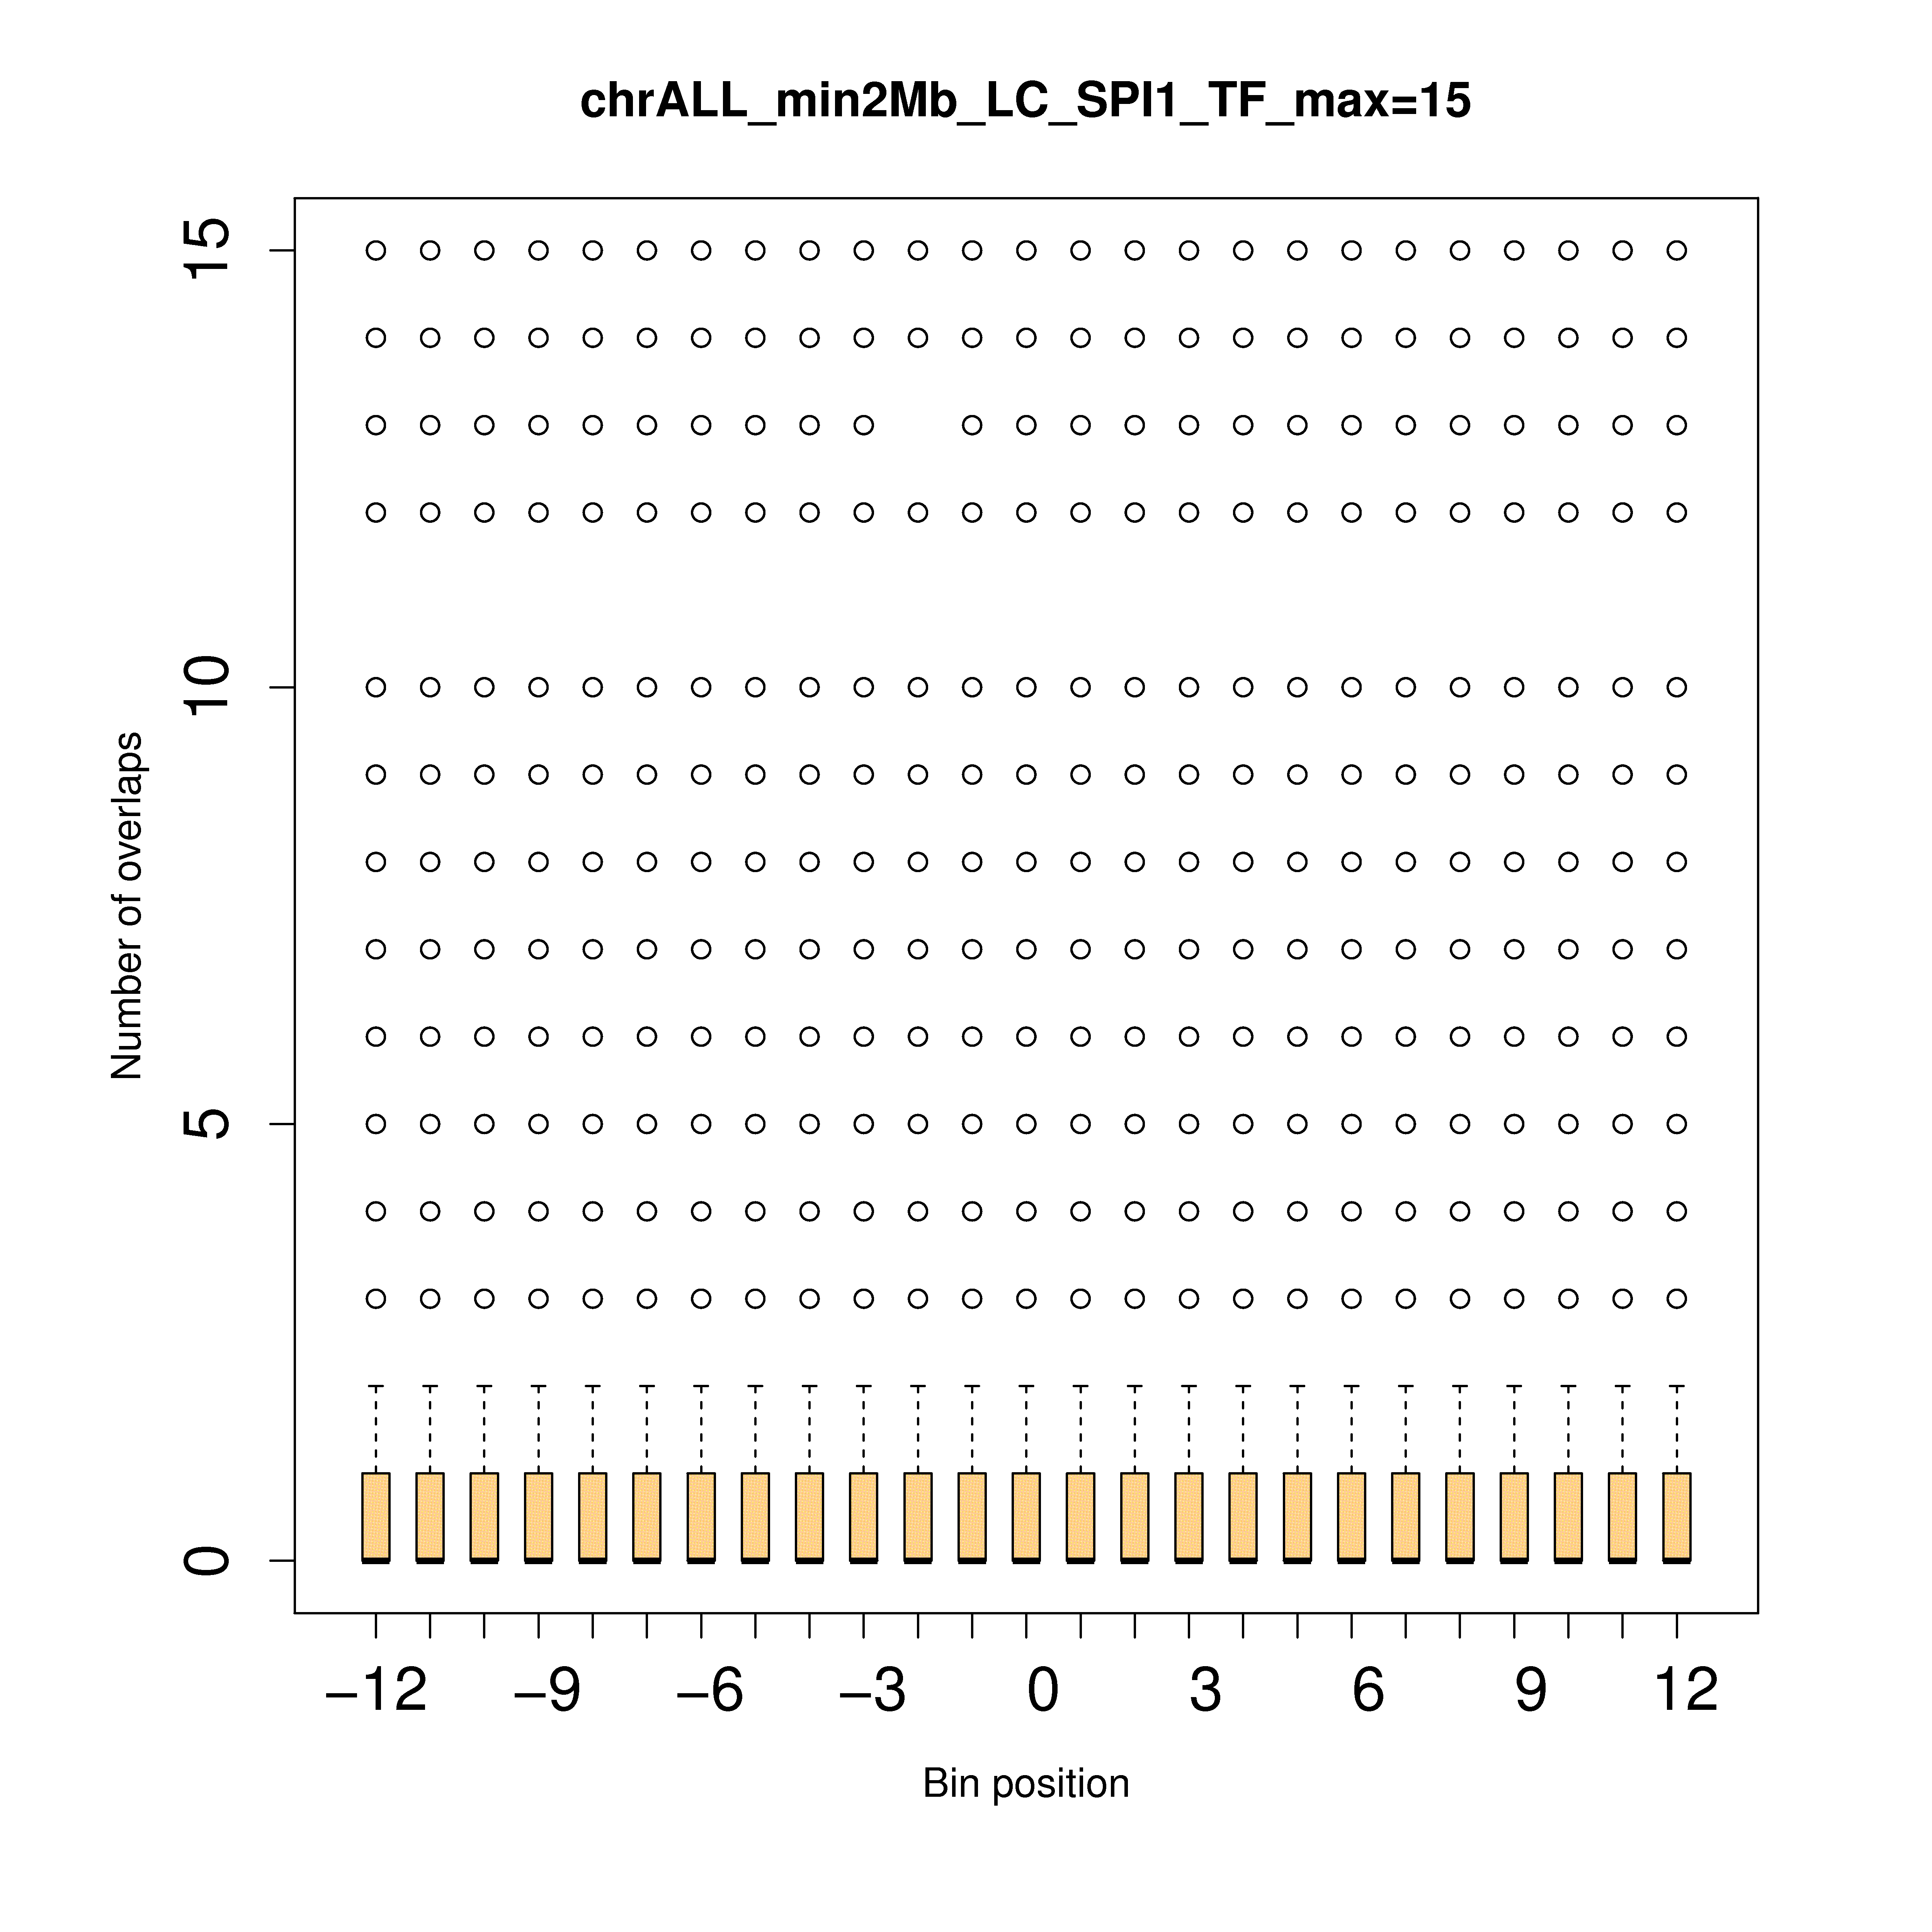 chrALL_min2Mb_LC_SPI1_TF_max=15
15
10
5
0
Number of overlaps
−12 −9 −6 −3 0 3 6 9 12
Bin position